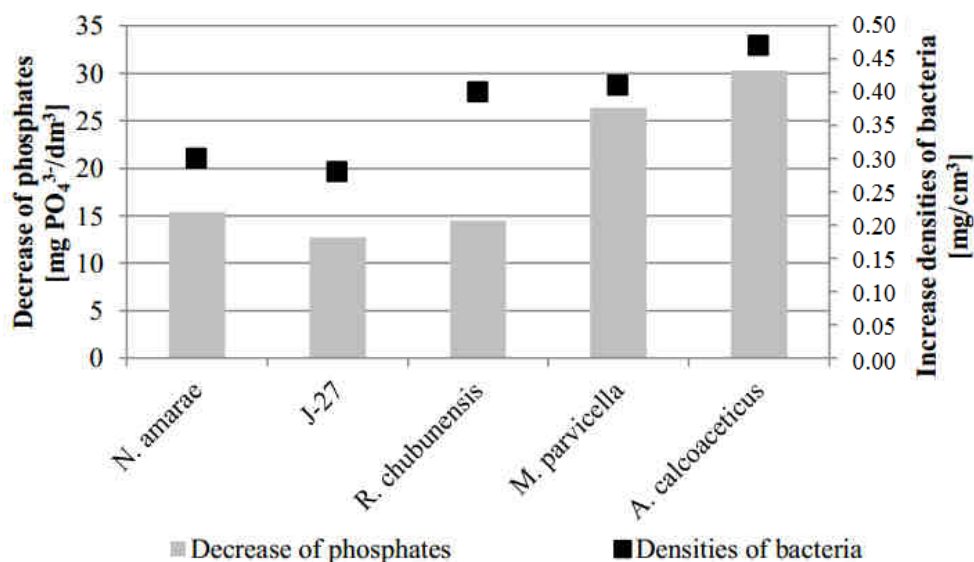 Decrease of phosphates
[mg PO₄³⁻/dm³]
35
30
25
20
15
10
5
0
0.50
0.45
0.40
0.35
0.30
0.25
0.20
0.15
0.10
0.05
0.00
Increase densities of bacteria
[mg/cm³]
N. amarae
J-27
R. chubunensis
M. parvicella
A. calcoaceticus
Decrease of phosphates
Densities of bacteria